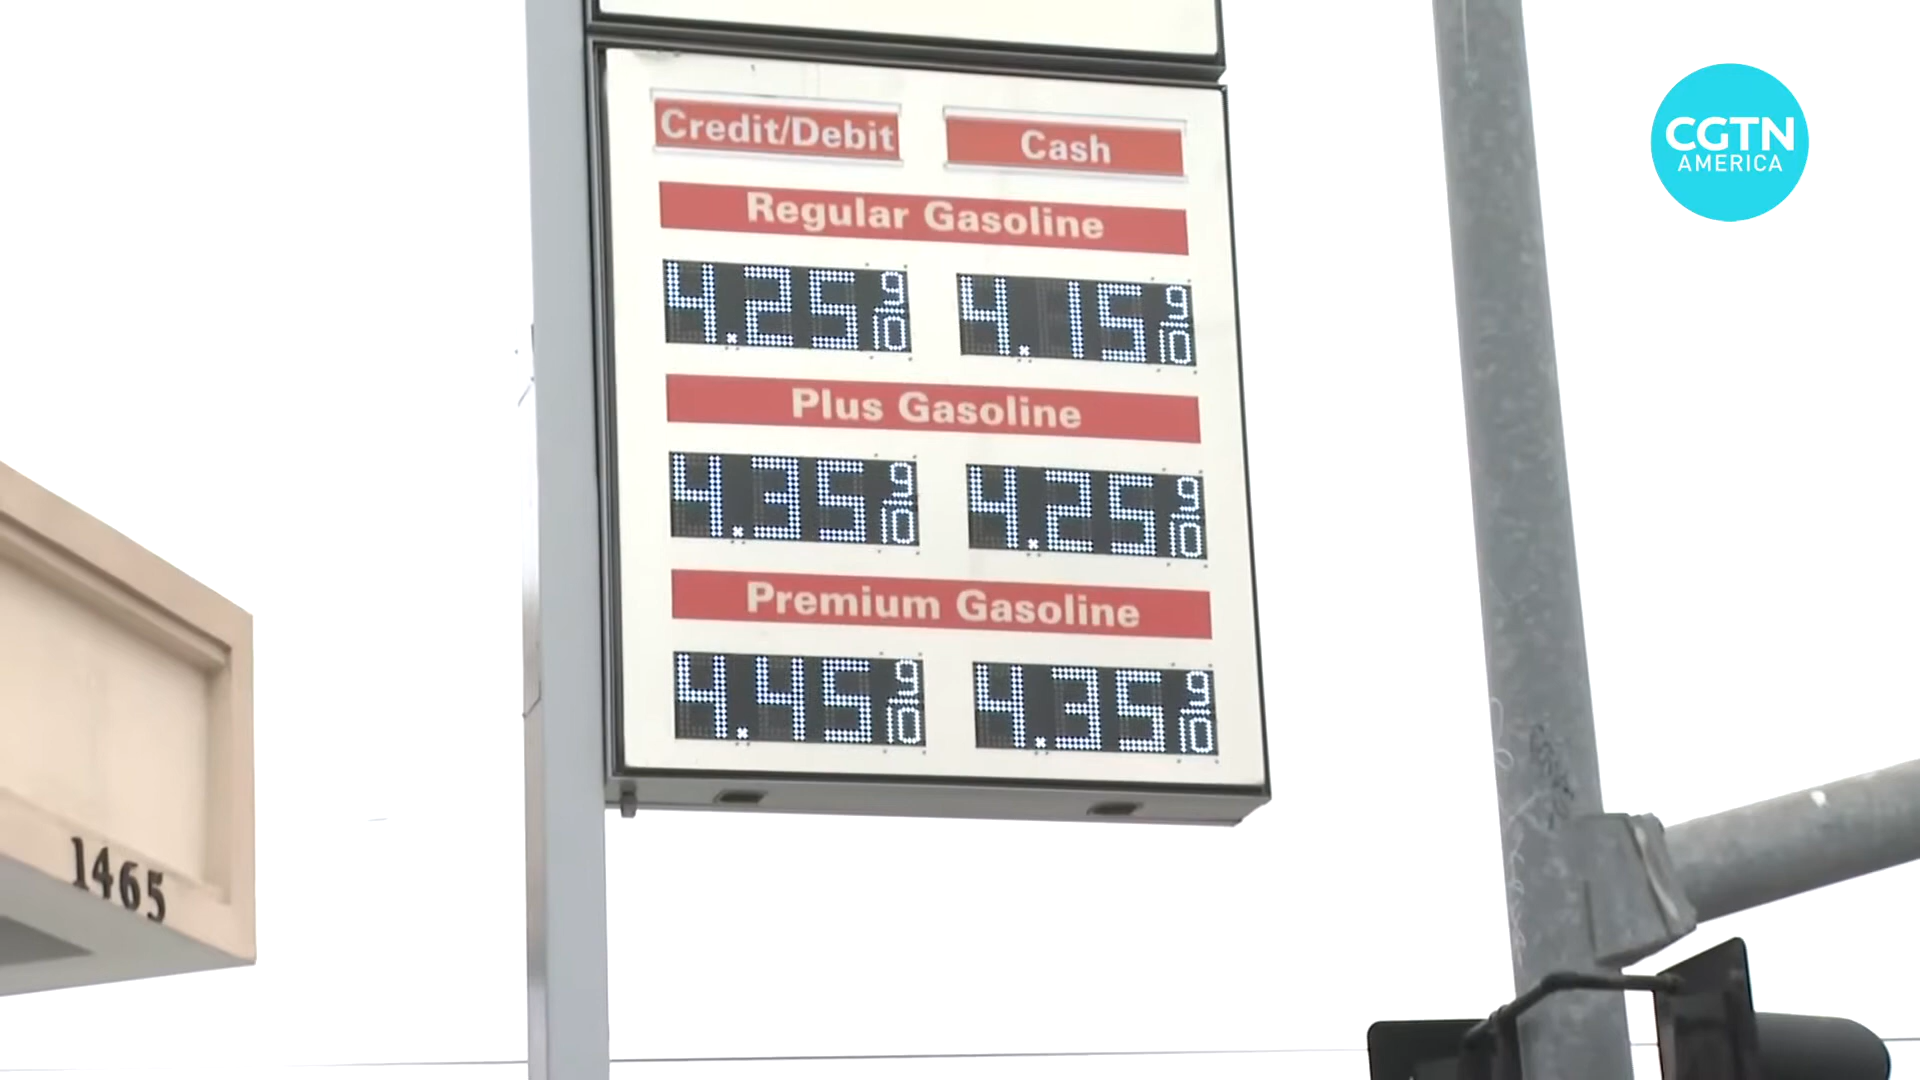 CGTN
AMERICA
Credit/Debit Cash
Regular Gasoline
4.25 9/10 4.15 9/10
Plus Gasoline
4.35 9/10 4.25 9/10
Premium Gasoline
4.45 9/10 4.35 9/10
1465